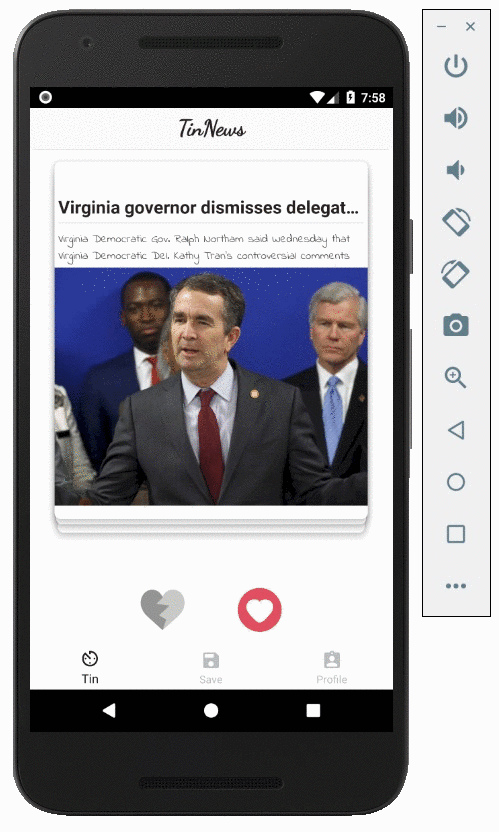 7:58
TinNews
Virginia governor dismisses delegat...
Virginia Democratic Gov. Ralph Northam said Wednesday that
Virginia Democratic Del. Kathy Tran's controversial comments
Tin
Save
Profile